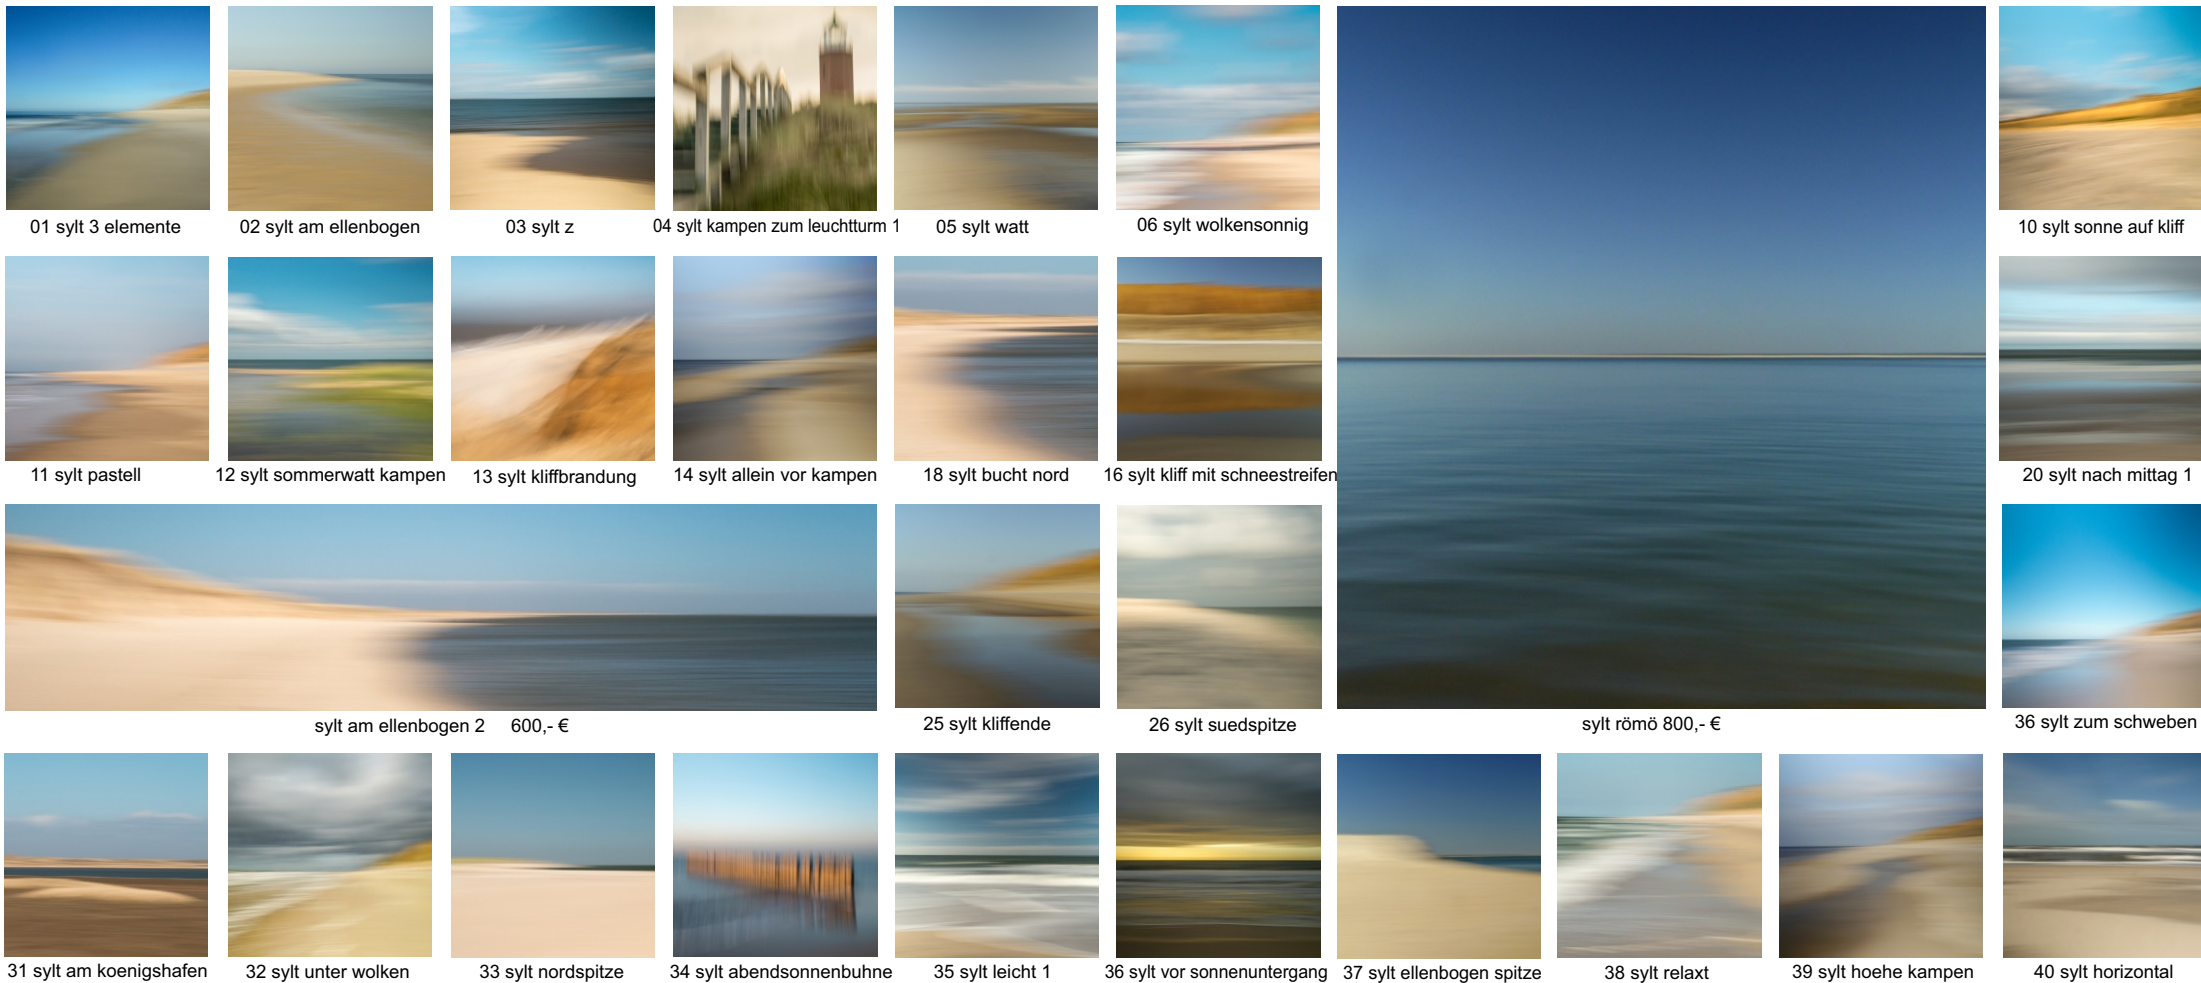 01 sylt 3 elemente
02 sylt am ellenbogen
03 sylt z
04 sylt kampen zum leuchtturm 1
05 sylt watt
06 sylt wolkensonnig
10 sylt sonne auf kliff
11 sylt pastell
12 sylt sommerwatt kampen
13 sylt kliffbrandung
14 sylt allein vor kampen
18 sylt bucht nord
16 sylt kliff mit schneestreifen
20 sylt nach mittag 1
sylt am ellenbogen 2 600,- €
25 sylt kliffende
26 sylt suedspitze
sylt römö 800,- €
36 sylt zum schweben
31 sylt am koenigshafen
32 sylt unter wolken
33 sylt nordspitze
34 sylt abendsonnenbuhne
35 sylt leicht 1
36 sylt vor sonnenuntergang
37 sylt ellenbogen spitze
38 sylt relaxt
39 sylt hoehe kampen
40 sylt horizontal